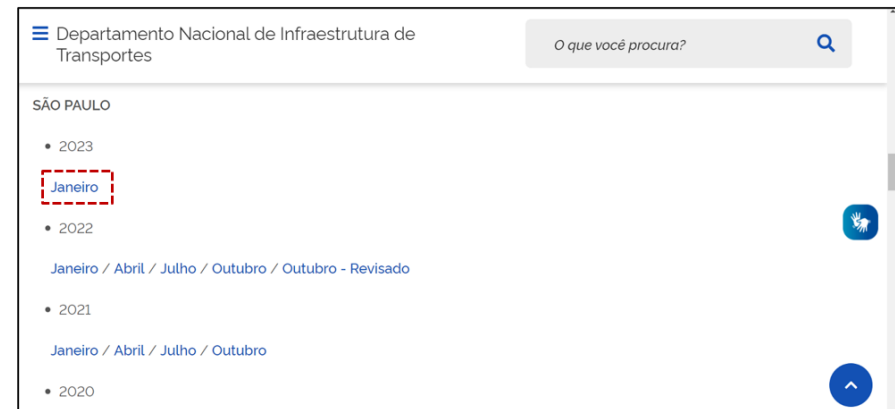 Departamento Nacional de Infraestrutura de
Transportes
O que você procura?
SÃO PAULO
2023
Janeiro
2022
Janeiro / Abril / Julho / Outubro / Outubro - Revisado
2021
Janeiro / Abril / Julho / Outubro
2020